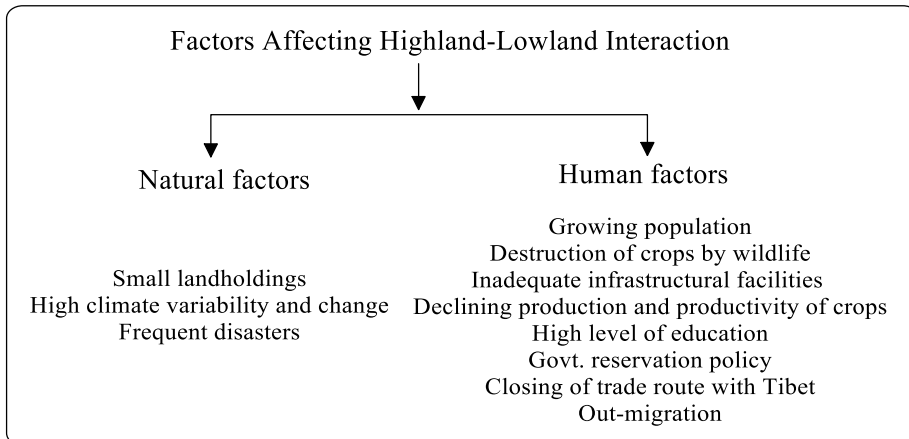 Factors Affecting Highland-Lowland Interaction
Natural factors
Small landholdings
High climate variability and change
Frequent disasters
Human factors
Growing population
Destruction of crops by wildlife
Inadequate infrastructural facilities
Declining production and productivity of crops
High level of education
Govt. reservation policy
Closing of trade route with Tibet
Out-migration